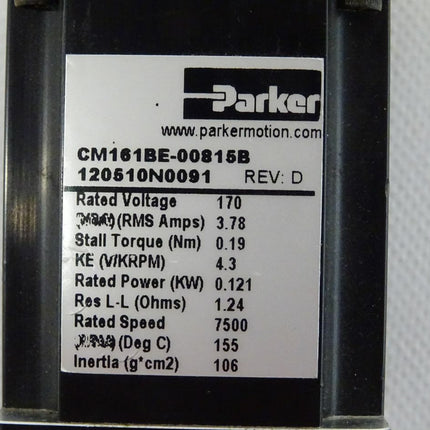 Parker
www.parkermotion.com
CM161BE-00815B
120510N0091 REV: D
Rated Voltage 170
(RMS Amps) 3.78
Stall Torque (Nm) 0.19
KE (V/KRPM) 4.3
Rated Power (KW) 0.121
Res L-L (Ohms) 1.24
Rated Speed 7500
(Deg C) 155
Inertia (g*cm2) 106